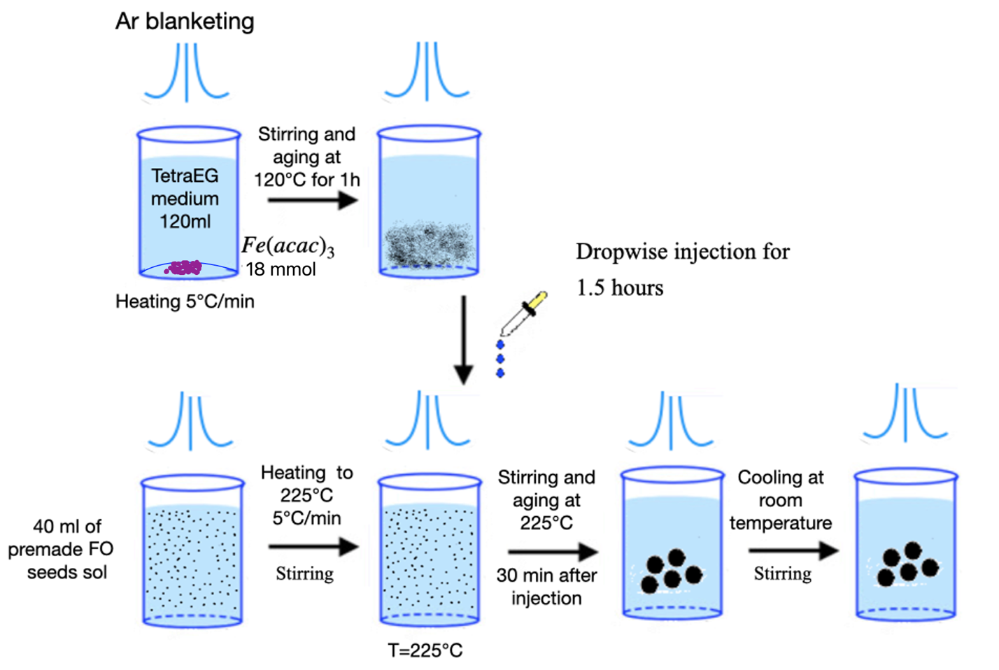 Ar blanketing
TetraEG
medium
120ml
Stirring and
aging at
120°C for 1h
Fe(acac)₃
18 mmol
Heating 5°C/min
Dropwise injection for
1.5 hours
40 ml of
premade FO
seeds sol
Heating to
225°C
5°C/min
Stirring
T=225°C
Stirring and
aging at
225°C
30 min after
injection
Cooling at
room
temperature
Stirring